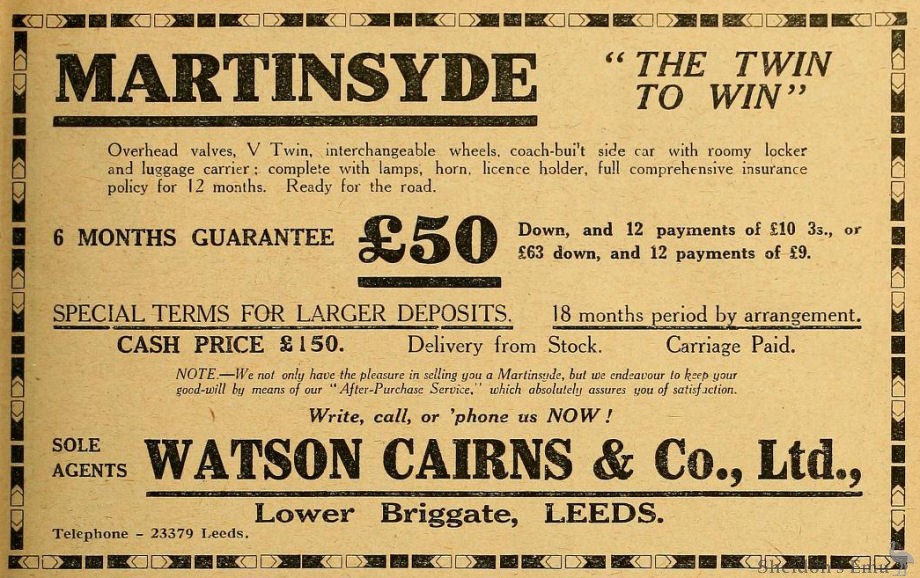 MARTINSYDE
“THE TWIN
TO WIN”
Overhead valves, V Twin, interchangeable wheels, coach-bui't side car with roomy locker
and luggage carrier; complete with lamps, horn, licence holder, full comprehensive insurance
policy for 12 months. Ready for the road.
6 MONTHS GUARANTEE £50 Down, and 12 payments of £10 3s., or
£63 down, and 12 payments of £9.
SPECIAL TERMS FOR LARGER DEPOSITS. 18 months period by arrangement.
CASH PRICE £150. Delivery from Stock. Carriage Paid.
NOTE.—We not only have the pleasure in selling you a Martinsyde, but we endeavour to keep your
good-will by means of our “After-Purchase Service,” which absolutely assures you of satisfaction.
Write, call, or 'phone us NOW!
SOLE
AGENTS
WATSON CAIRNS & Co., Ltd.,
Lower Briggate, LEEDS.
Telephone - 23379 Leeds.
Sheldon's Emu